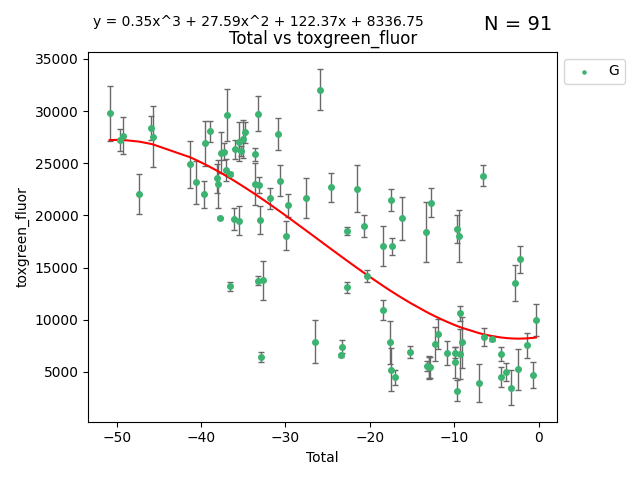 y = 0.35x^3 + 27.59x^2 + 122.37x + 8336.75
N = 91
Total vs toxgreen_fluor
35000
30000
25000
20000
15000
10000
5000
toxgreen_fluor
−50
−40
−30
−20
−10
0
Total
G